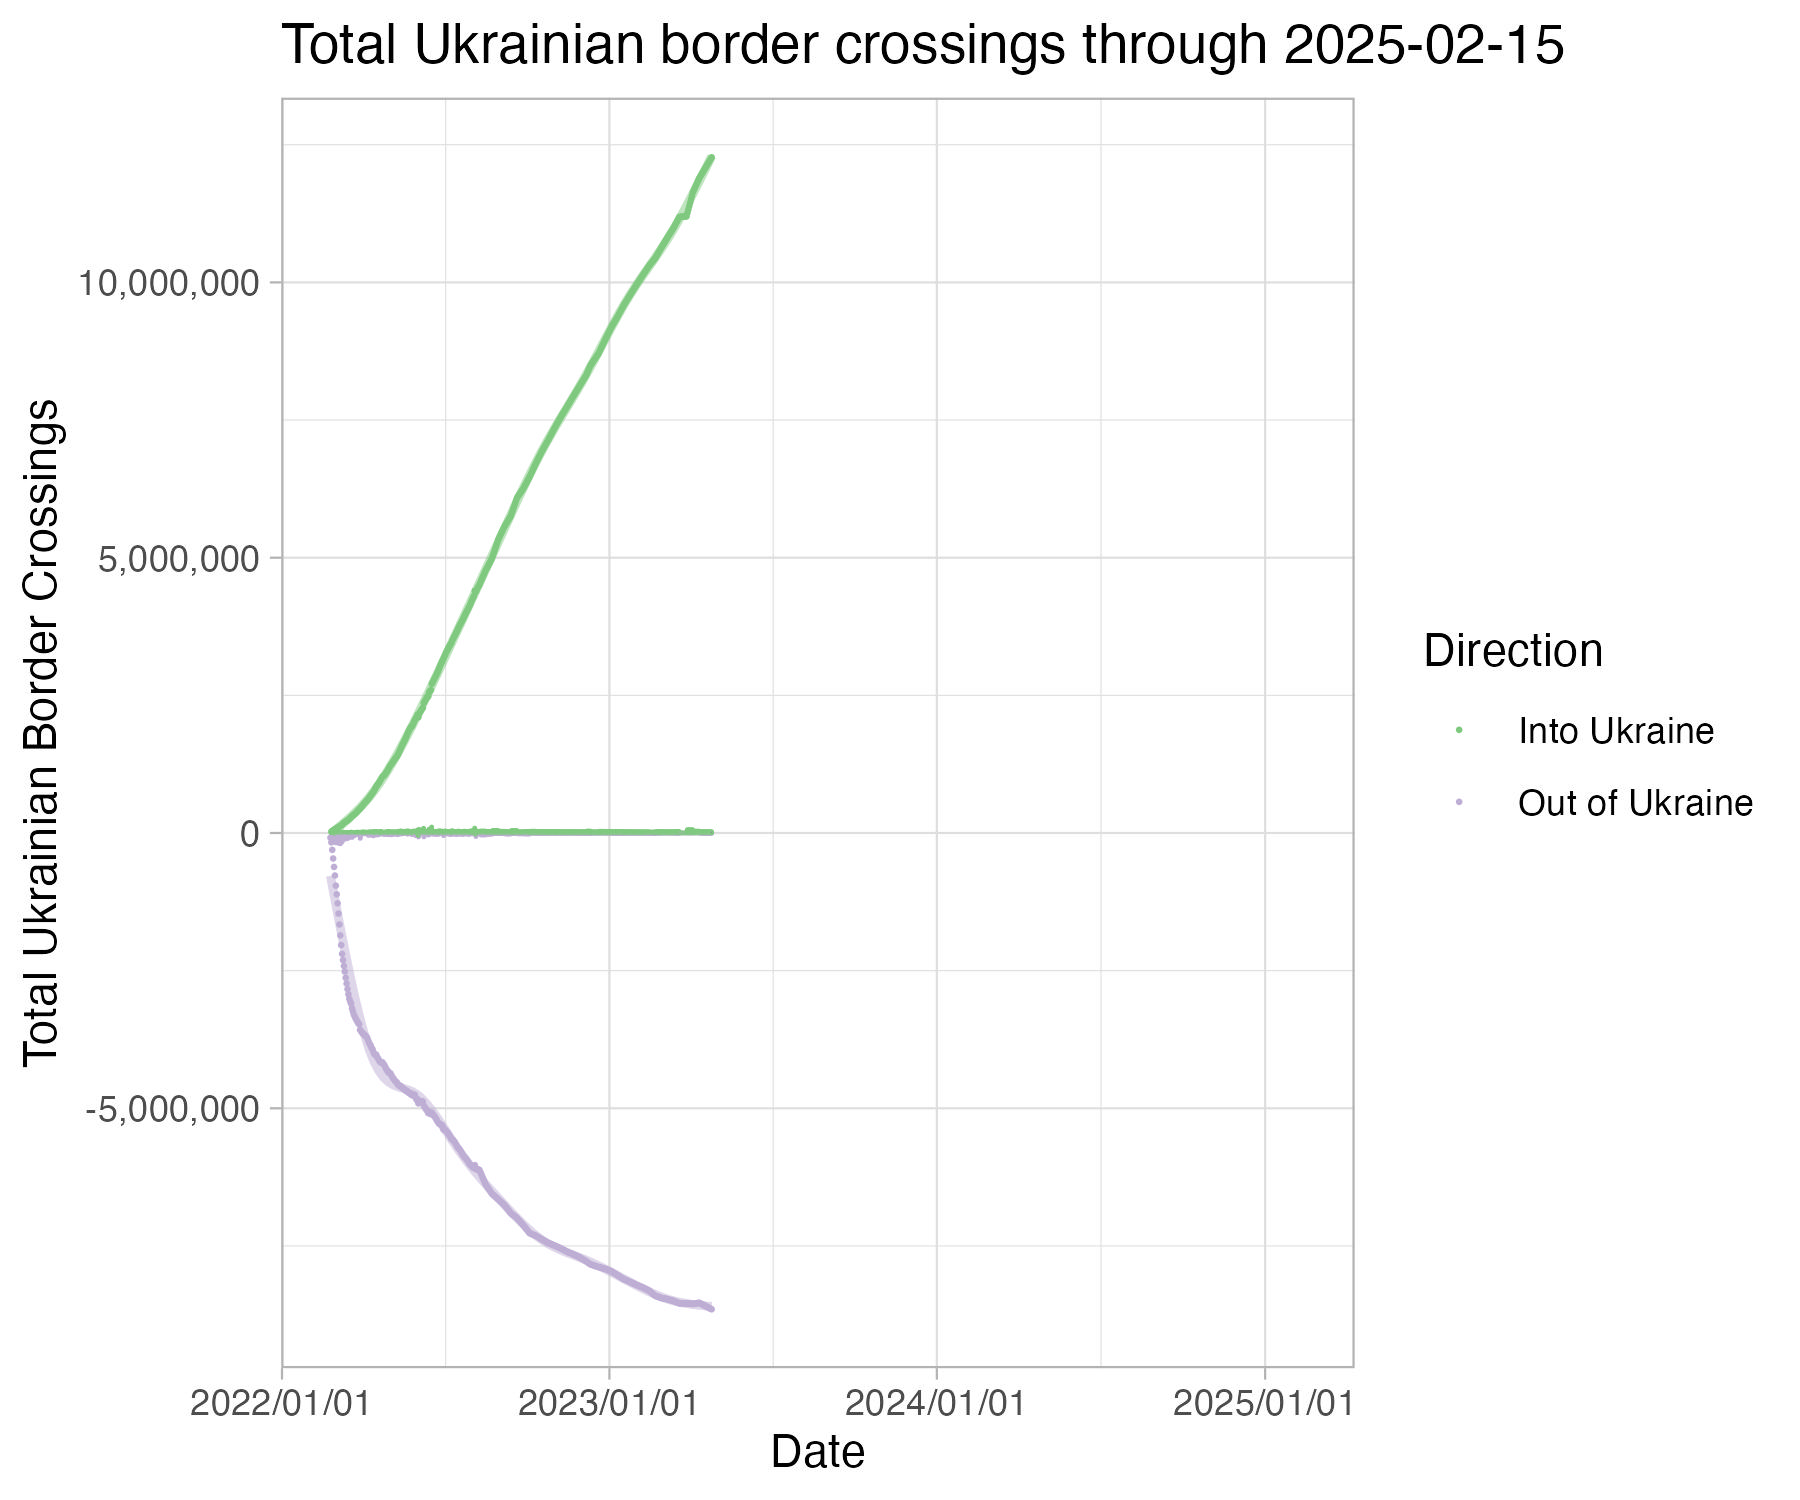 Total Ukrainian border crossings through 2025-02-15
Total Ukrainian Border Crossings
10,000,000
5,000,000
0
-5,000,000
2022/01/01
2023/01/01
2024/01/01
2025/01/01
Date
Direction
Into Ukraine
Out of Ukraine